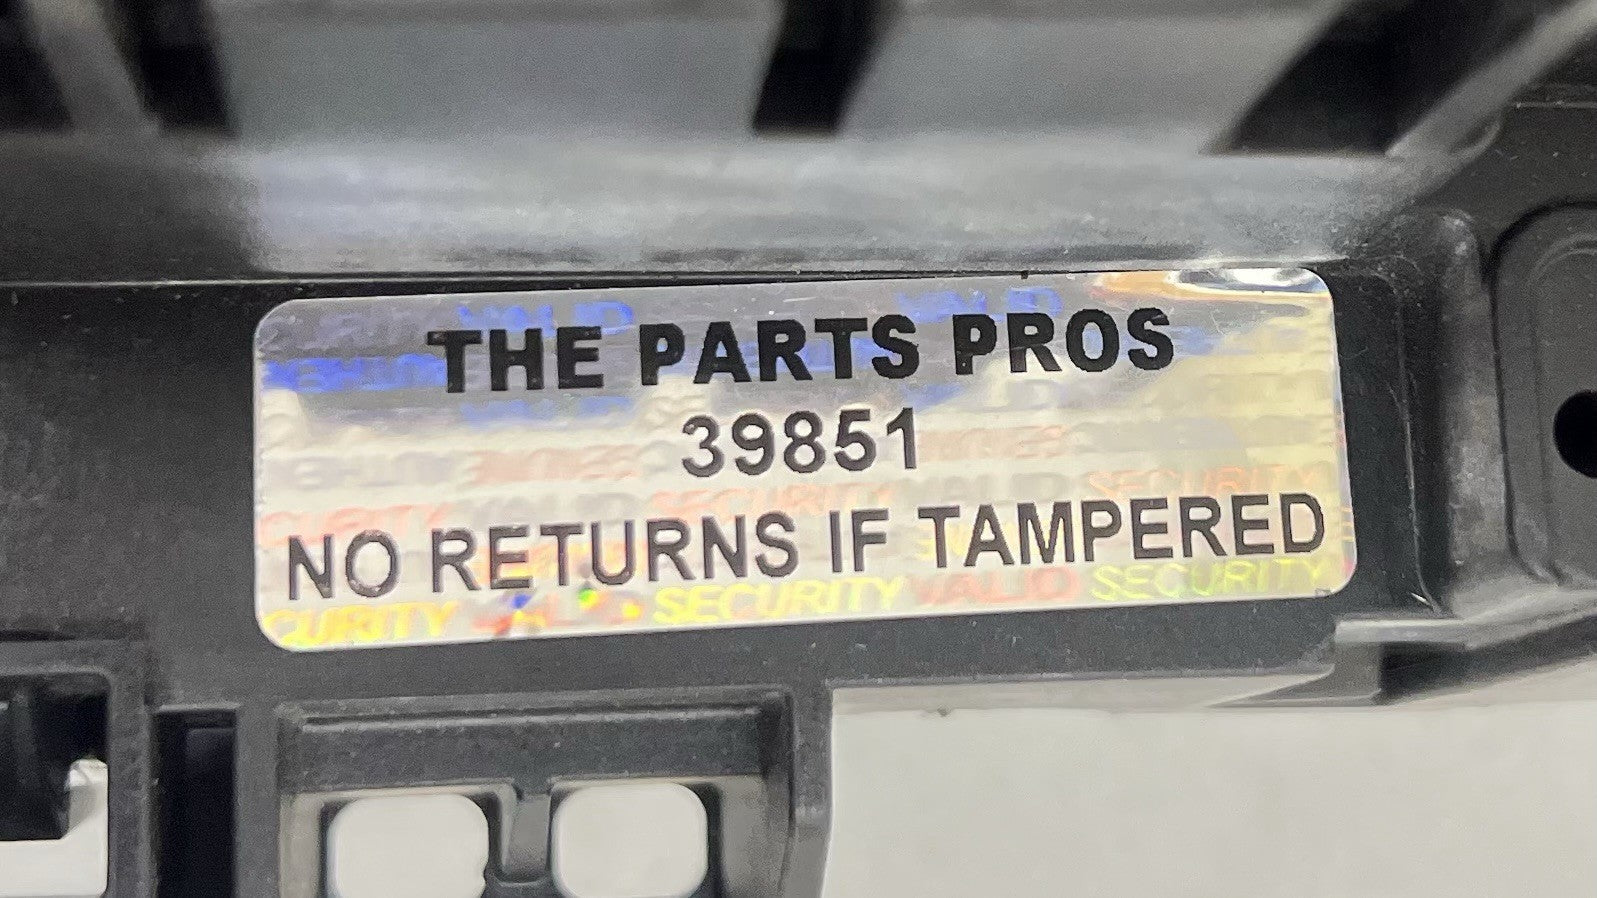 THE PARTS PROS
39851
NO RETURNS IF TAMPERED